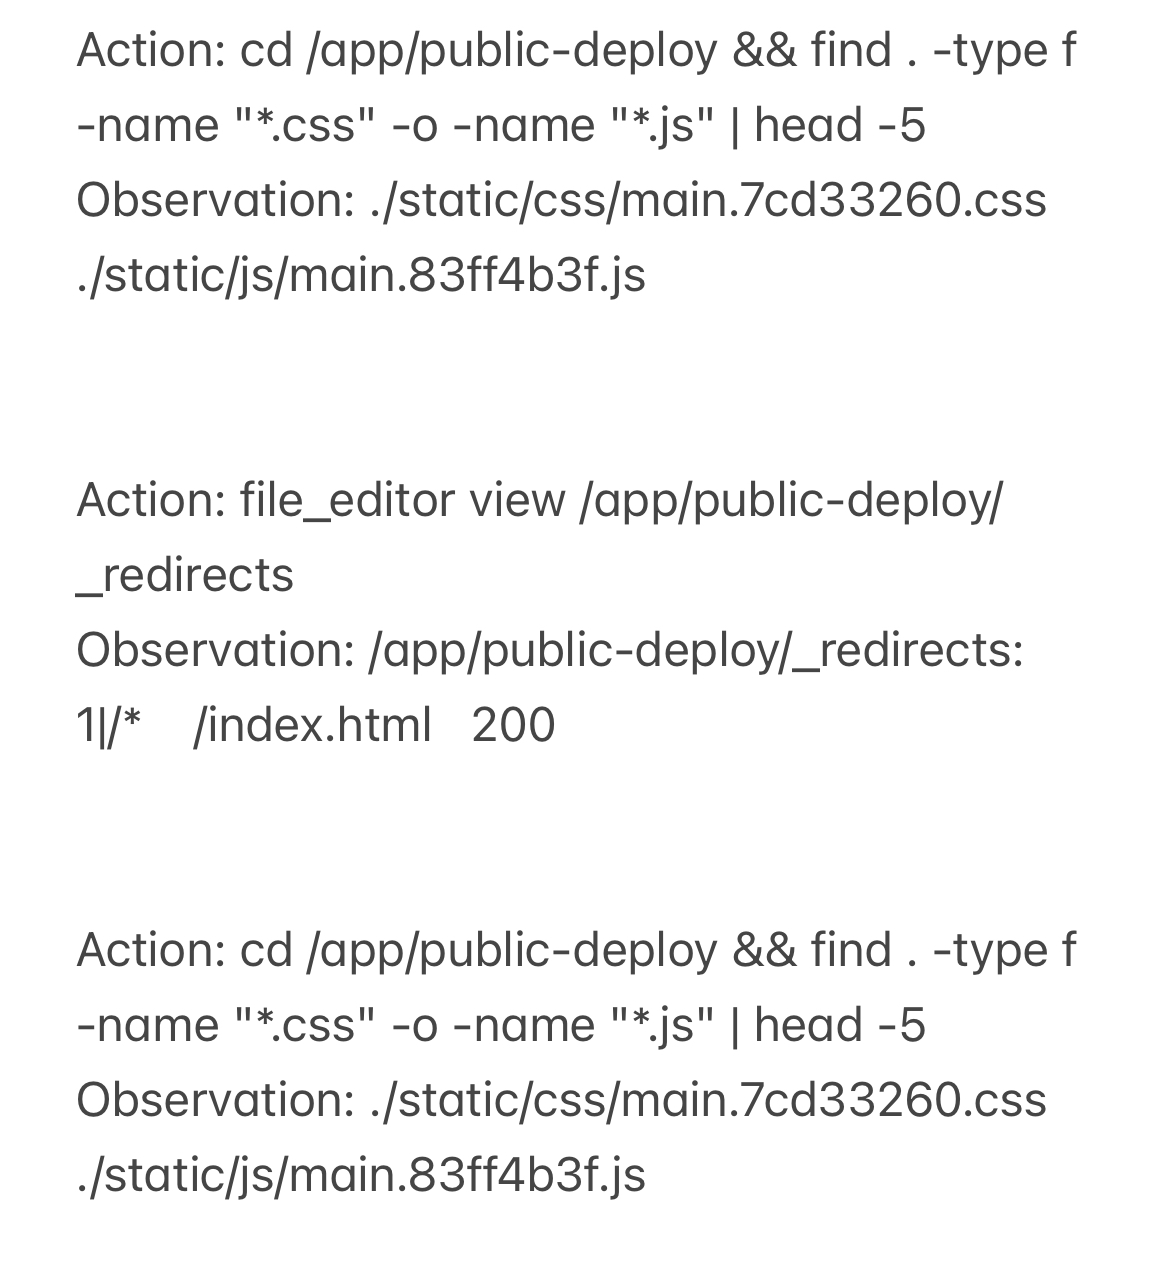 Action: cd /app/public-deploy && find . -type f
-name "*.css" -o -name "*.js" | head -5
Observation: ./static/css/main.7cd33260.css
./static/js/main.83ff4b3f.js
Action: file_editor view /app/public-deploy/
_redirects
Observation: /app/public-deploy/_redirects:
1|/*    /index.html   200
Action: cd /app/public-deploy && find . -type f
-name "*.css" -o -name "*.js" | head -5
Observation: ./static/css/main.7cd33260.css
./static/js/main.83ff4b3f.js